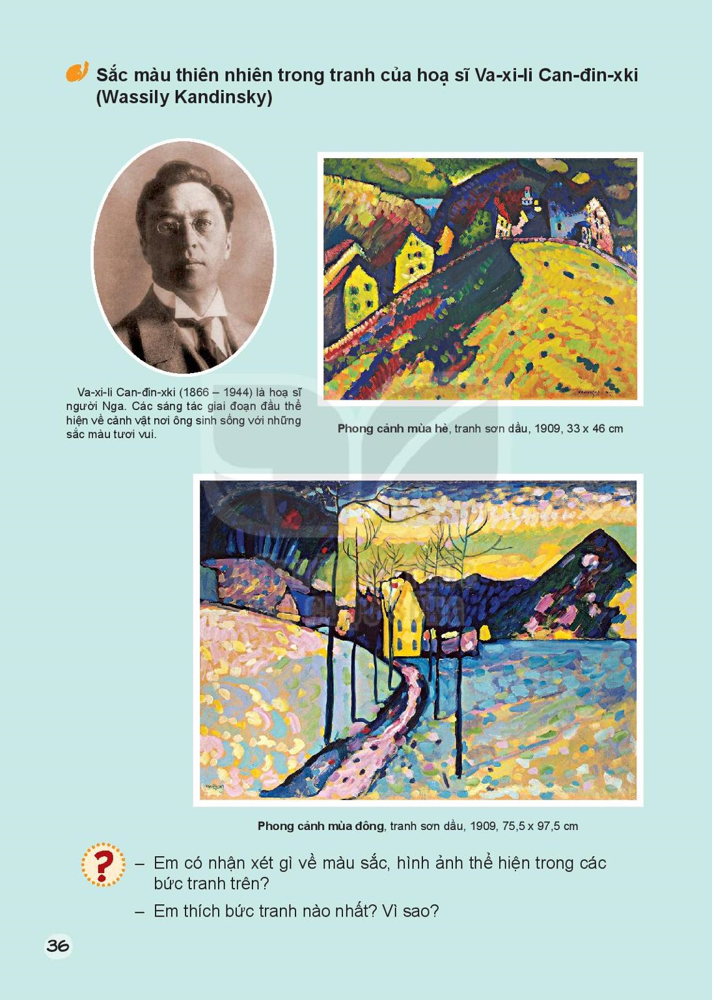 Sắc màu thiên nhiên trong tranh của hoạ sĩ Va-xi-li Can-đin-xki
(Wassily Kandinsky)
Va-xi-li Can-đin-xki (1866 – 1944) là hoạ sĩ
người Nga. Các sáng tác giai đoạn đầu thể
hiện về cảnh vật nơi ông sinh sống với những
sắc màu tươi vui.
Phong cảnh mùa hè, tranh sơn dầu, 1909, 33 x 46 cm
Phong cảnh mùa đông, tranh sơn dầu, 1909, 75,5 x 97,5 cm
?
– Em có nhận xét gì về màu sắc, hình ảnh thể hiện trong các
bức tranh trên?
– Em thích bức tranh nào nhất? Vì sao?
36